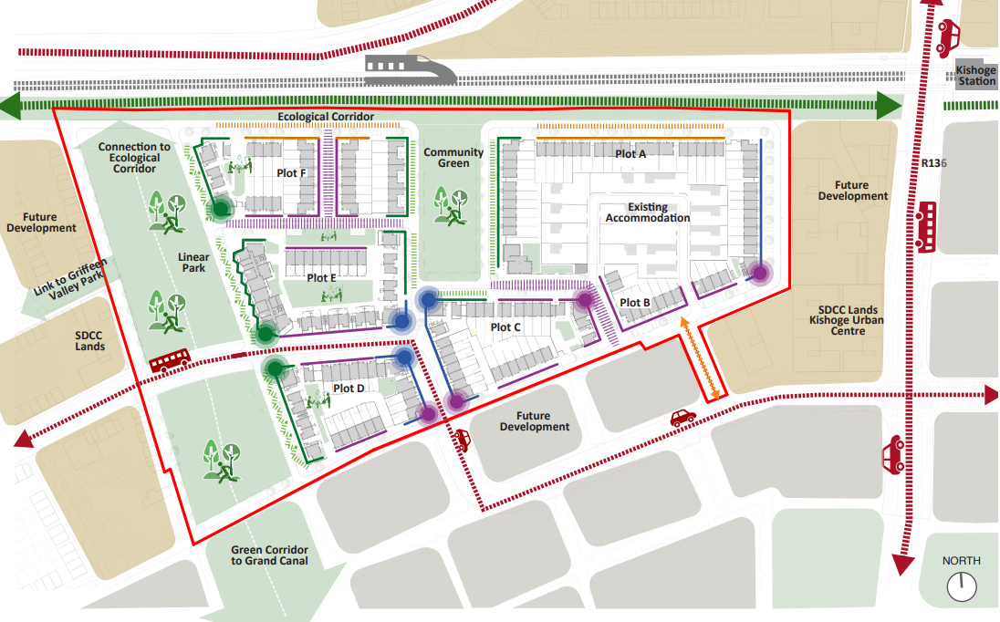 Kishoge
Station
Ecological Corridor
Connection to
Ecological
Corridor
Community
Green
Plot A
Plot F
R136
Future
Development
Existing
Accommodation
Future
Development
Linear
Park
Link to Griffeen
Valley Park
Plot E
Plot B
SDCC Lands
Kishoge Urban
Centre
Plot C
SDCC
Lands
Plot D
Future
Development
Green Corridor
to Grand Canal
NORTH